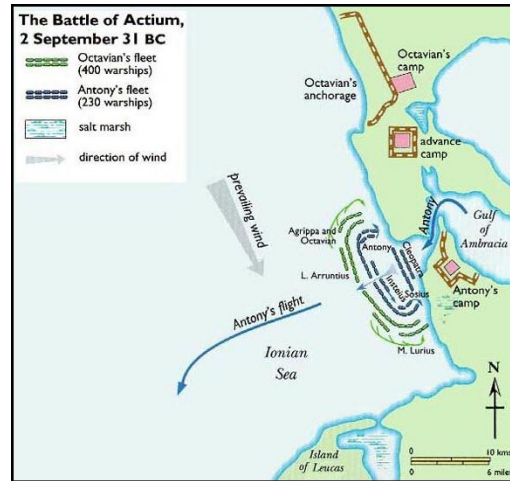 The Battle of Actium,
2 September 31 BC
Octavian's fleet
(400 warships)
Antony's fleet
(230 warships)
salt marsh
direction of wind
Octavian's
camp
Octavian's
anchorage
advance
camp
prevailing
wind
Antony
Gulf
of
Ambracia
Agrippa and
Octavian
Antony
Cleopatra
L. Arruntius
Insteius
Sosius
Antony's
camp
Antony's flight
M. Lurius
Ionian
Sea
N
Island
of Leucas
0 10 kms
0 6 miles